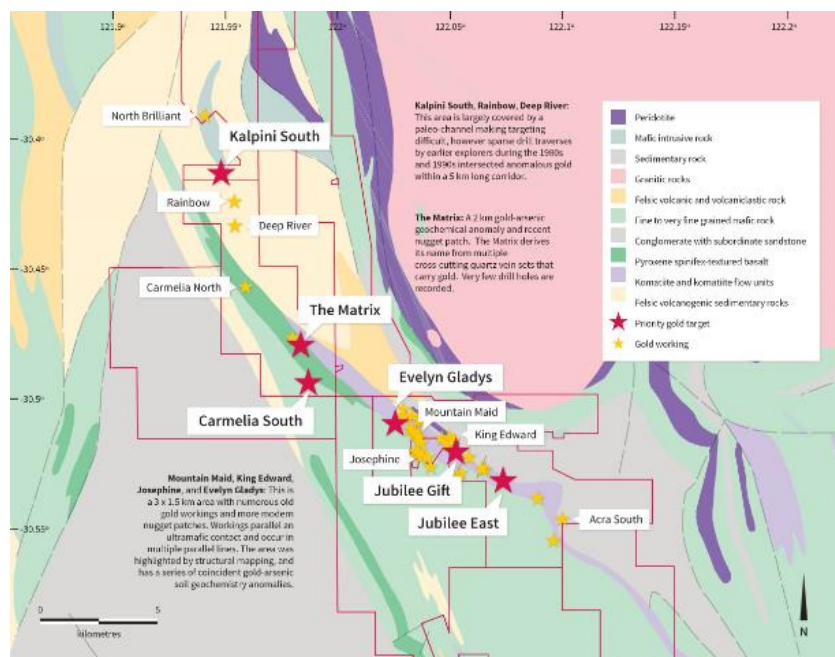 121.9°
121.95°
122°
122.05°
122.1°
122.15°
122.2°
-30.4°
-30.45°
-30.5°
-30.55°
North Brilliant
Kalpini South
Rainbow
Deep River
Carmelia North
The Matrix
Carmelia South
Evelyn Gladys
Mountain Maid
King Edward
Josephine
Jubilee Gift
Jubilee East
Acra South
Kalpini South, Rainbow, Deep River:
This area is largely covered by a
paleo-channel making targeting
difficult, however sparse drill traverses
by earlier explorers during the 1980s
and 1990s intersected anomalous gold
within a 5 km long corridor.
The Matrix: A 2 km gold-arsenic
geochemical anomaly and recent
nugget patch. The Matrix derives
its name from multiple
cross-cutting quartz vein sets that
carry gold. Very few drill holes are
recorded.
Peridotite
Mafic intrusive rock
Sedimentary rock
Granitic rocks
Felsic volcanic and volcaniclastic rock
Fine to very fine grained mafic rock
Conglomerate with subordinate sandstone
Pyroxene spinifex-textured basalt
Komatiite and komatiite flow units
Felsic volcanogenic sedimentary rocks
Priority gold target
Gold working
Mountain Maid, King Edward,
Josephine, and Evelyn Gladys: This is
a 3 x 1.5 km area with numerous old
gold workings and more modern
nugget patches. Workings parallel an
ultramafic contact and occur in
multiple parallel lines. The area was
highlighted by structural mapping, and
has a series of coincident gold-arsenic
soil geochemistry anomalies.
0 5
kilometres
N